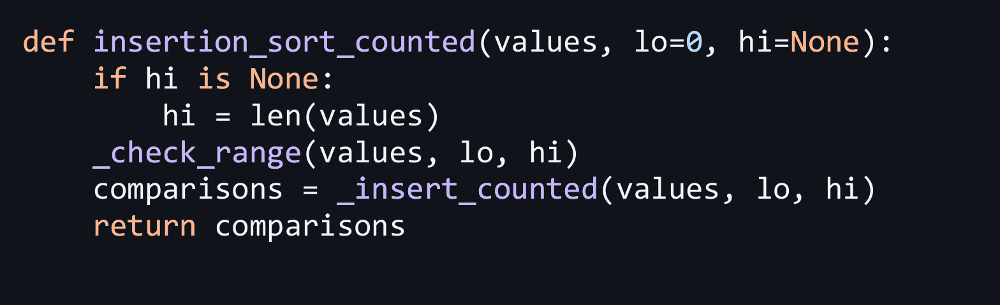 def insertion_sort_counted(values, lo=0, hi=None):
    if hi is None:
        hi = len(values)
    _check_range(values, lo, hi)
    comparisons = _insert_counted(values, lo, hi)
    return comparisons